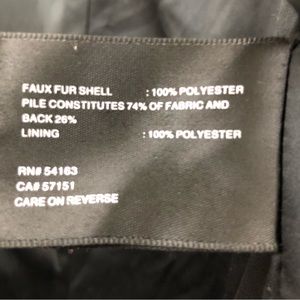 FAUX FUR SHELL : 100% POLYESTER
PILE CONSTITUTES 74% OF FABRIC AND
BACK 26%
LINING : 100% POLYESTER
RN# 54163
CA# 57151
CARE ON REVERSE